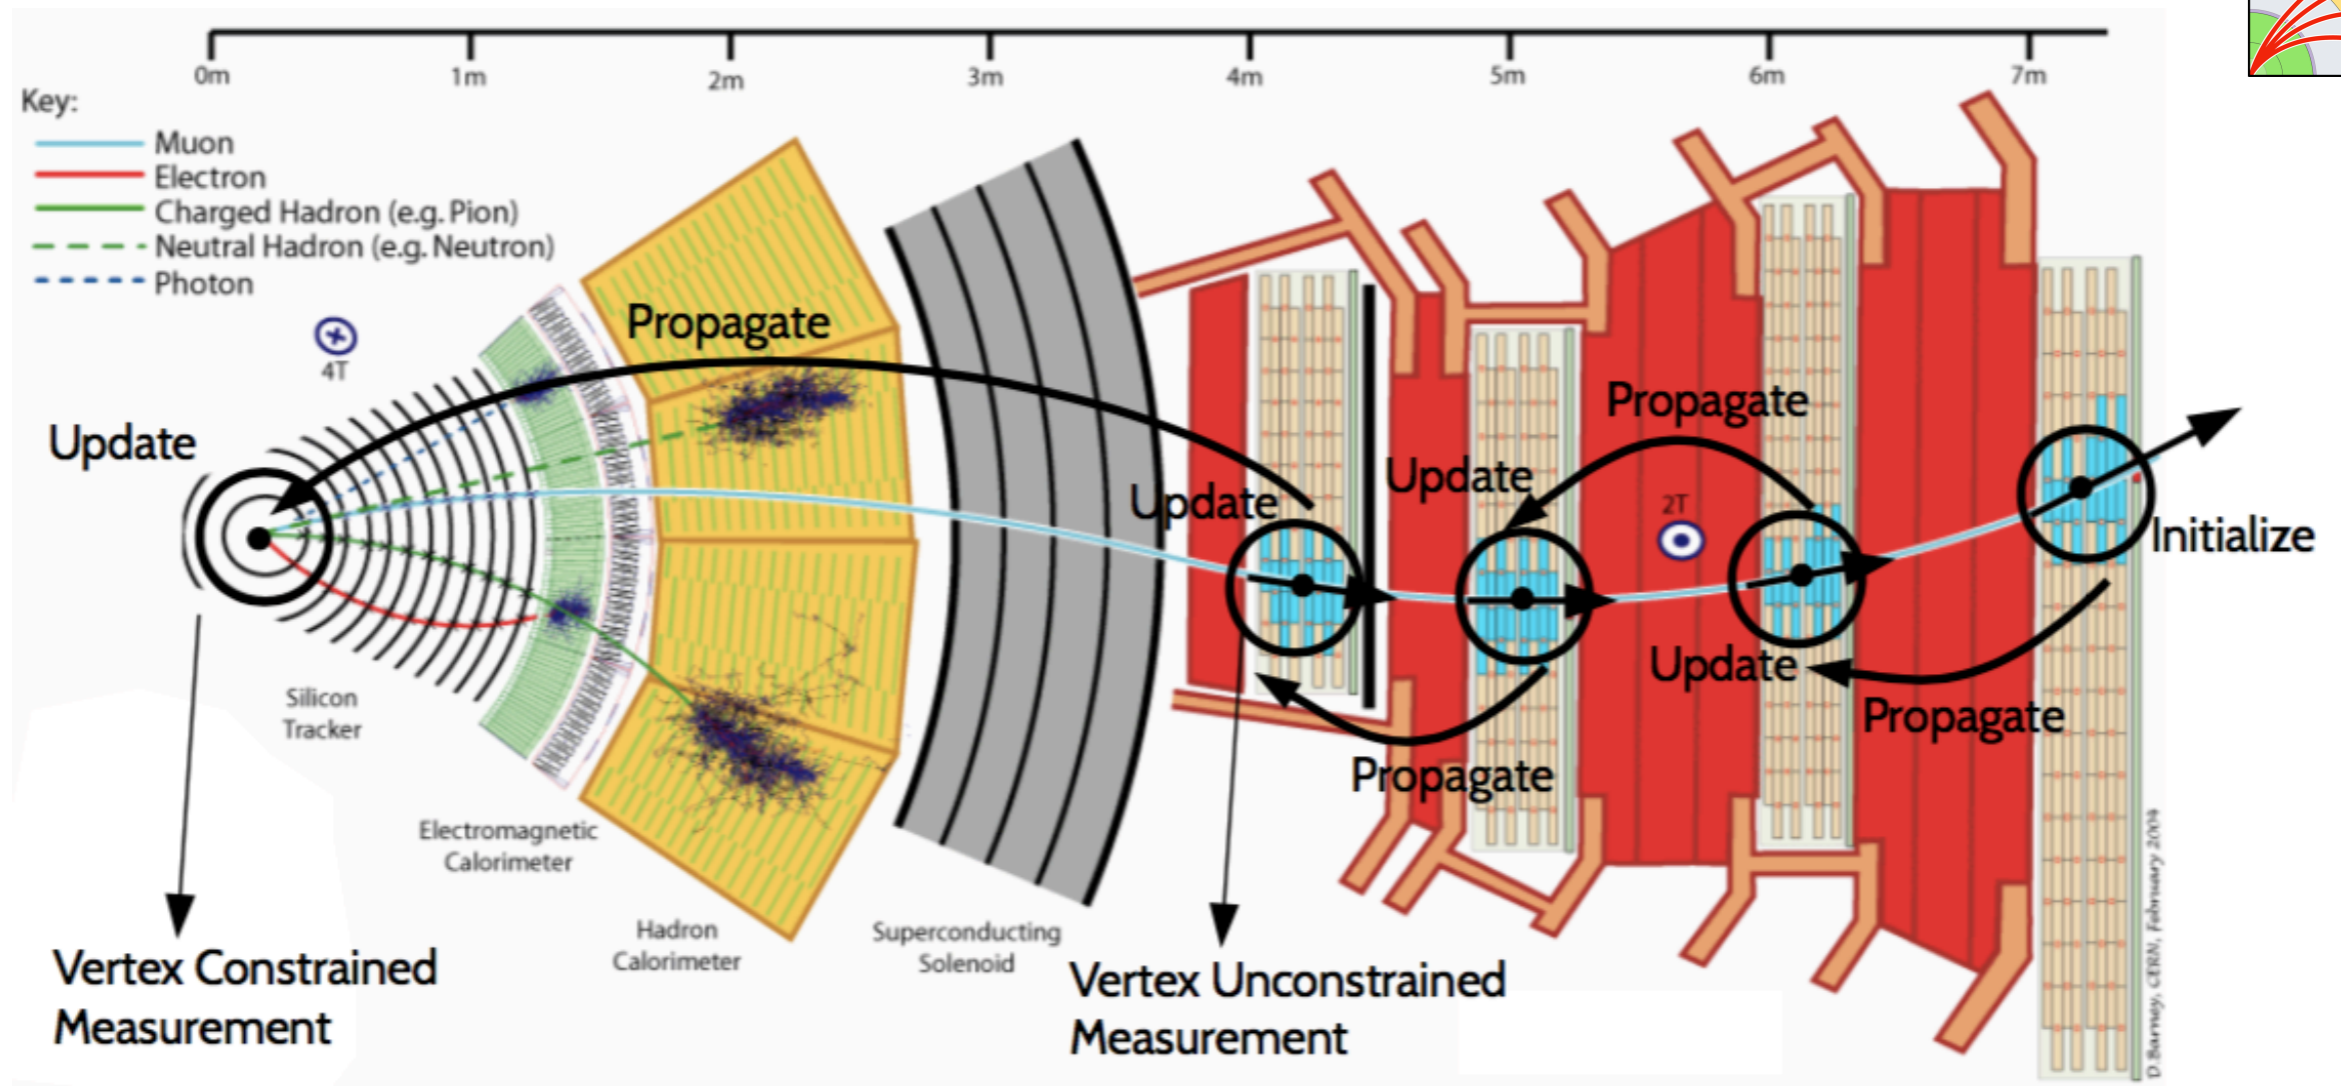 0m 1m 2m 3m 4m 5m 6m 7m
Key:
Muon
Electron
Charged Hadron (e.g. Pion)
Neutral Hadron (e.g. Neutron)
Photon
4T
Propagate
Update
Update
Update
Propagate
2T
Initialize
Update
Propagate
Propagate
Silicon
Tracker
Electromagnetic
Calorimeter
Hadron
Calorimeter
Superconducting
Solenoid
Vertex Constrained
Measurement
Vertex Unconstrained
Measurement
D. Barney, CERN, February 2004